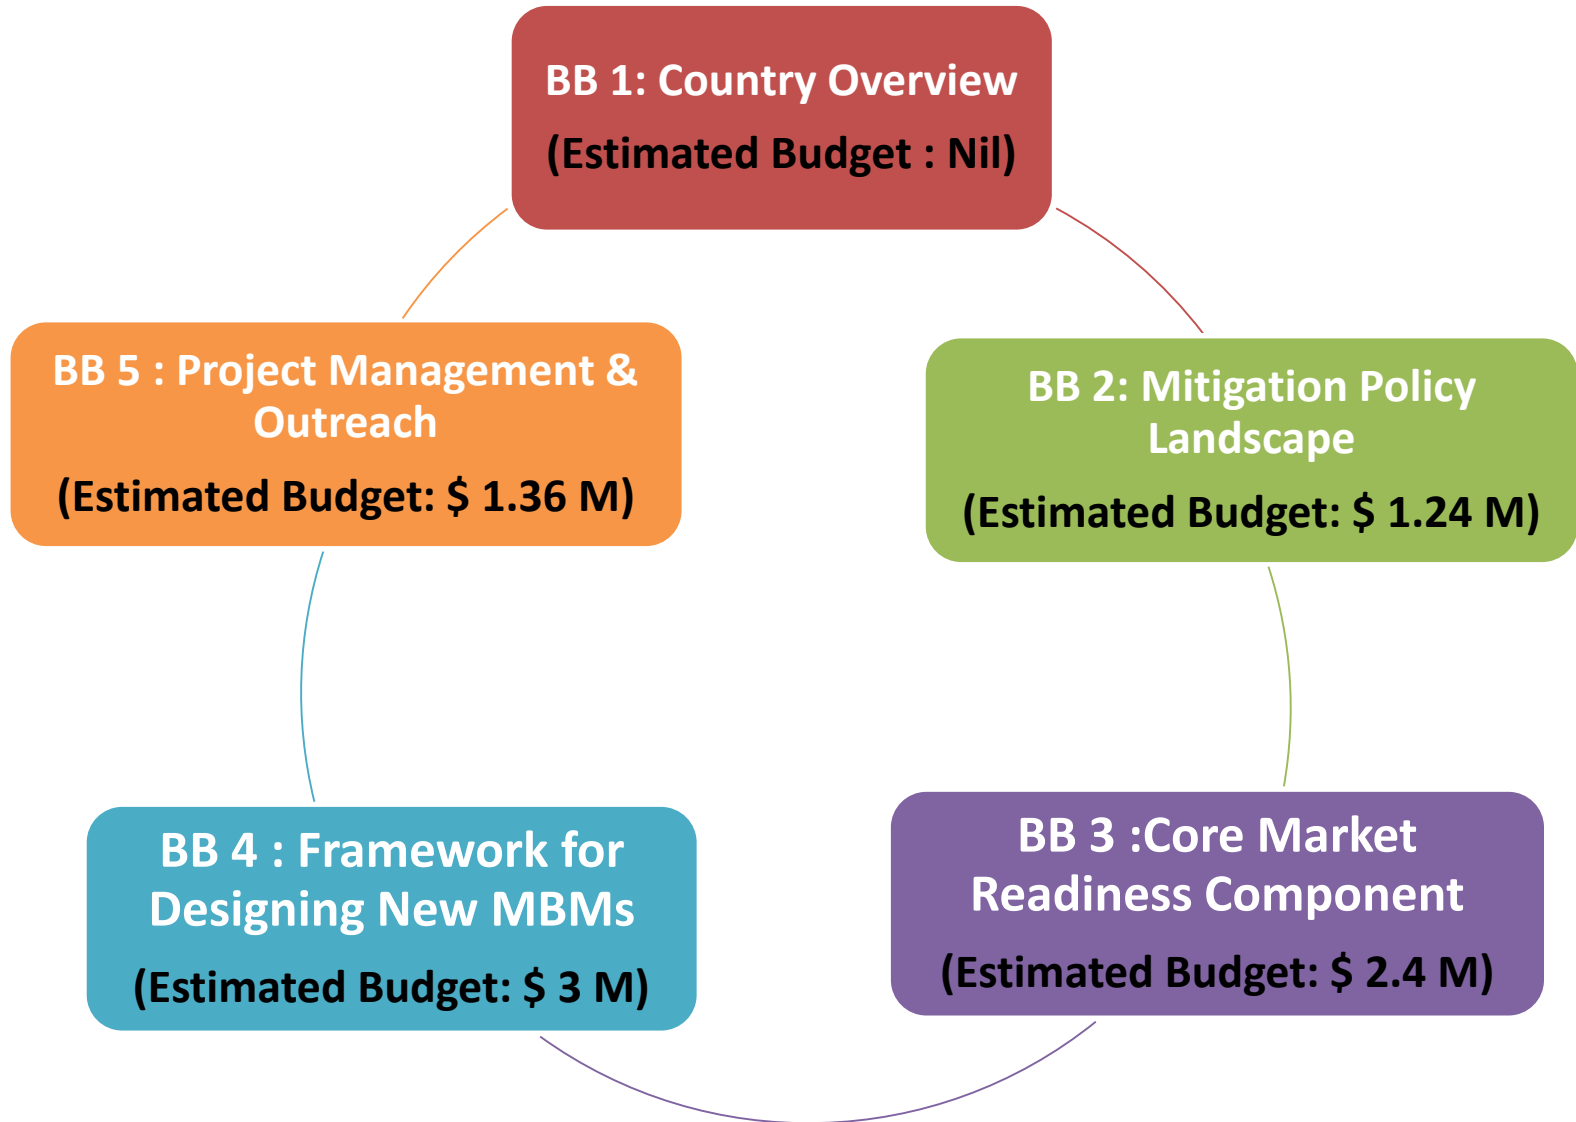 BB 1: Country Overview
(Estimated Budget : Nil)
BB 2: Mitigation Policy
Landscape
(Estimated Budget: $ 1.24 M)
BB 3 :Core Market
Readiness Component
(Estimated Budget: $ 2.4 M)
BB 4 : Framework for
Designing New MBMs
(Estimated Budget: $ 3 M)
BB 5 : Project Management &
Outreach
(Estimated Budget: $ 1.36 M)